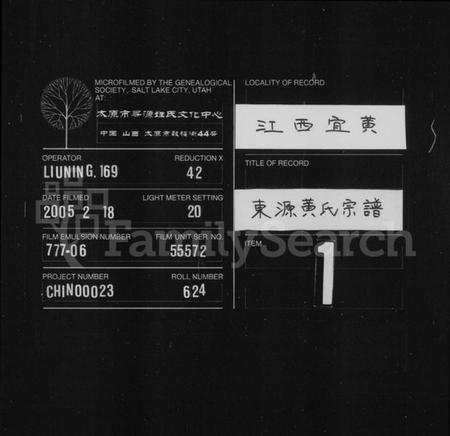 MICROFILMED BY THE GENEALOGICAL
SOCIETY, SALT LAKE CITY, UTAH
AT:
太原市寻源姓氏文化中心
中国 山西 太原市鼓楼街44号
OPERATOR
LIUNING.169
REDUCTION X
42
DATE FILMED
2005 2 18
LIGHT METER SETTING
20
FILM EMULSION NUMBER
777-06
FILM UNIT SER. NO.
55572
PROJECT NUMBER
CHIN00023
ROLL NUMBER
624
LOCALITY OF RECORD
江西宜黄
TITLE OF RECORD
東源黄氏宗譜
ITEM
1
FamilySearch